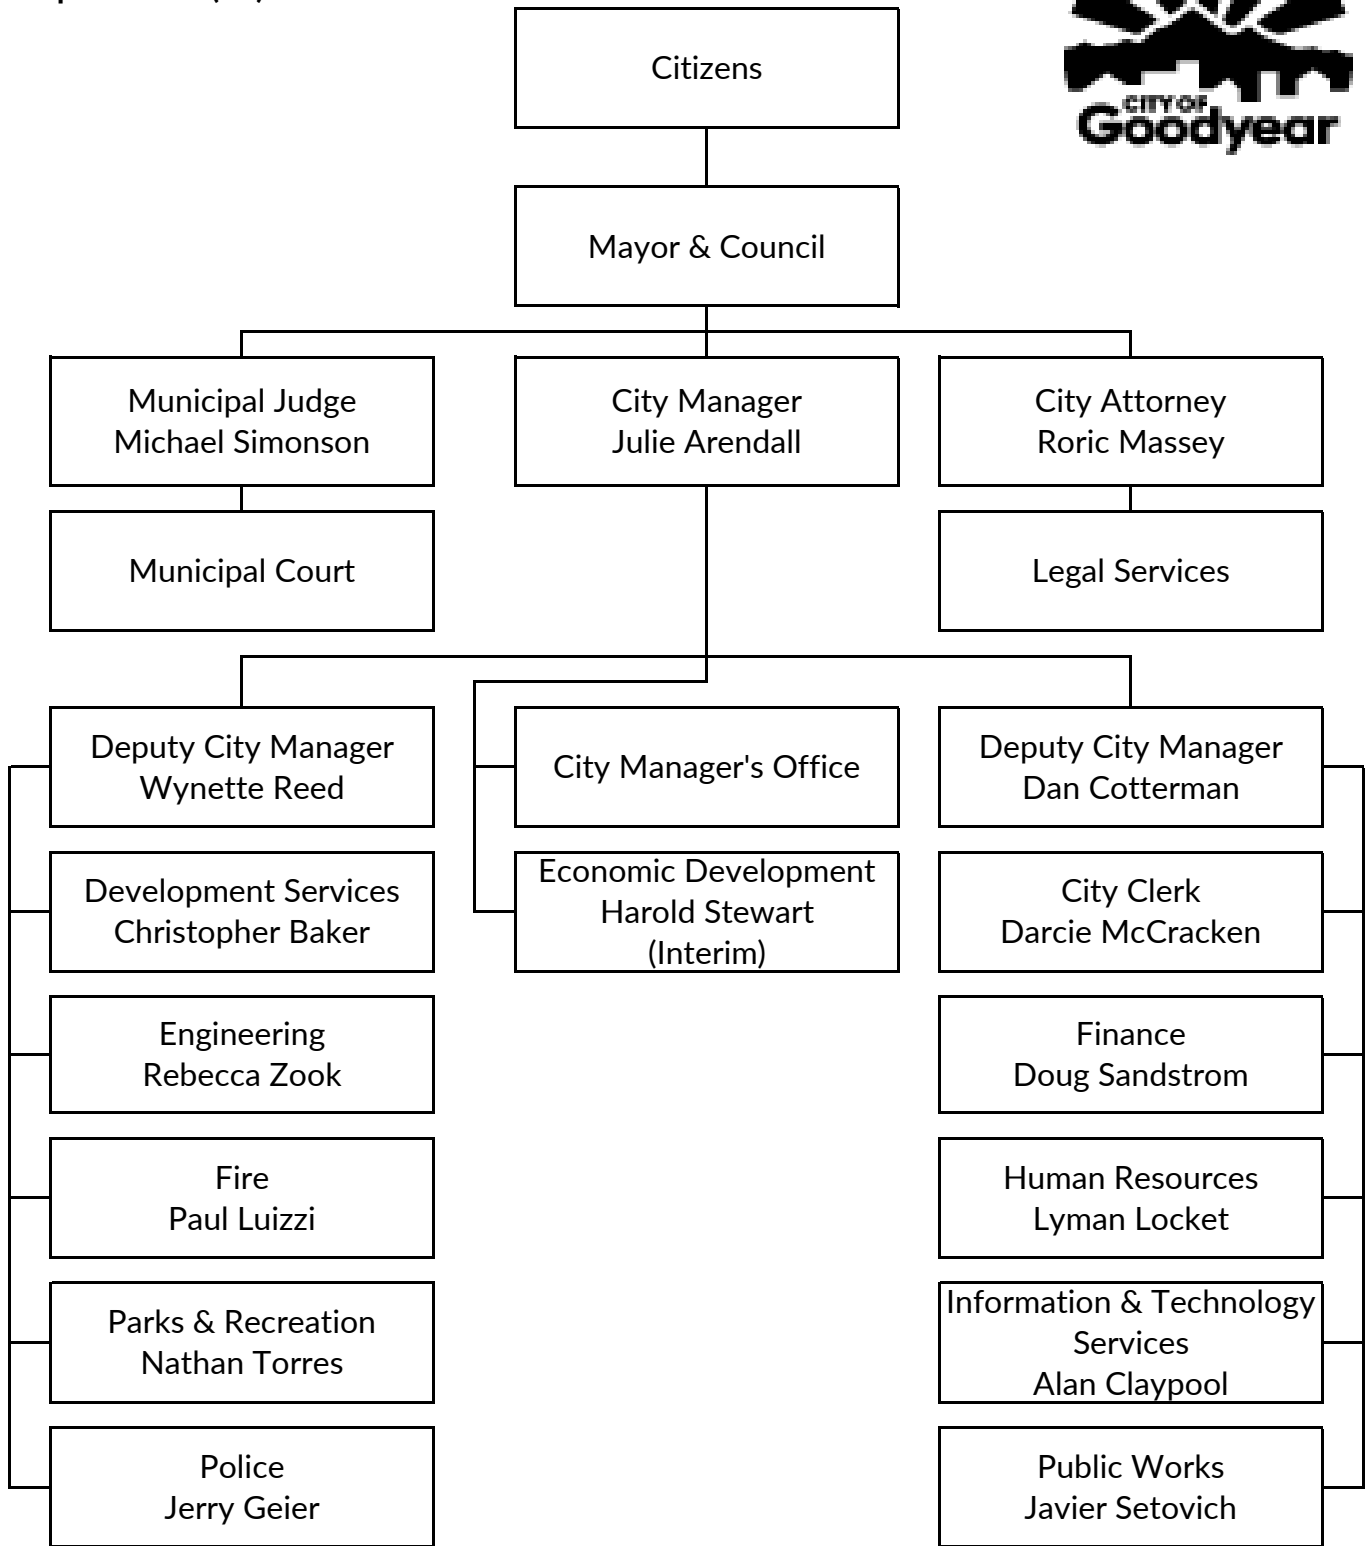 Citizens
CITY OF
Goodyear
Mayor & Council
Municipal Judge
Michael Simonson
City Manager
Julie Arendall
City Attorney
Roric Massey
Municipal Court
Legal Services
Deputy City Manager
Wynette Reed
City Manager's Office
Deputy City Manager
Dan Cotterman
Development Services
Christopher Baker
Economic Development
Harold Stewart
(Interim)
City Clerk
Darcie McCracken
Engineering
Rebecca Zook
Finance
Doug Sandstrom
Fire
Paul Luizzi
Human Resources
Lyman Locket
Parks & Recreation
Nathan Torres
Information & Technology
Services
Alan Claypool
Police
Jerry Geier
Public Works
Javier Setovich